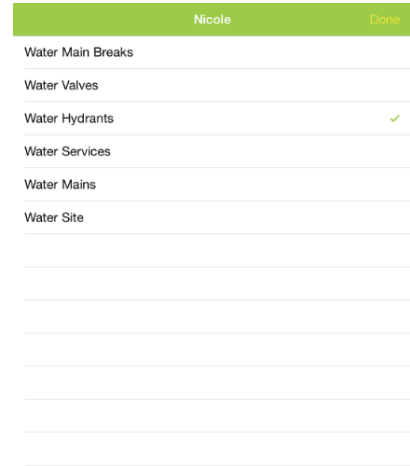 Nicole
Done
Water Main Breaks
Water Valves
Water Hydrants
Water Services
Water Mains
Water Site